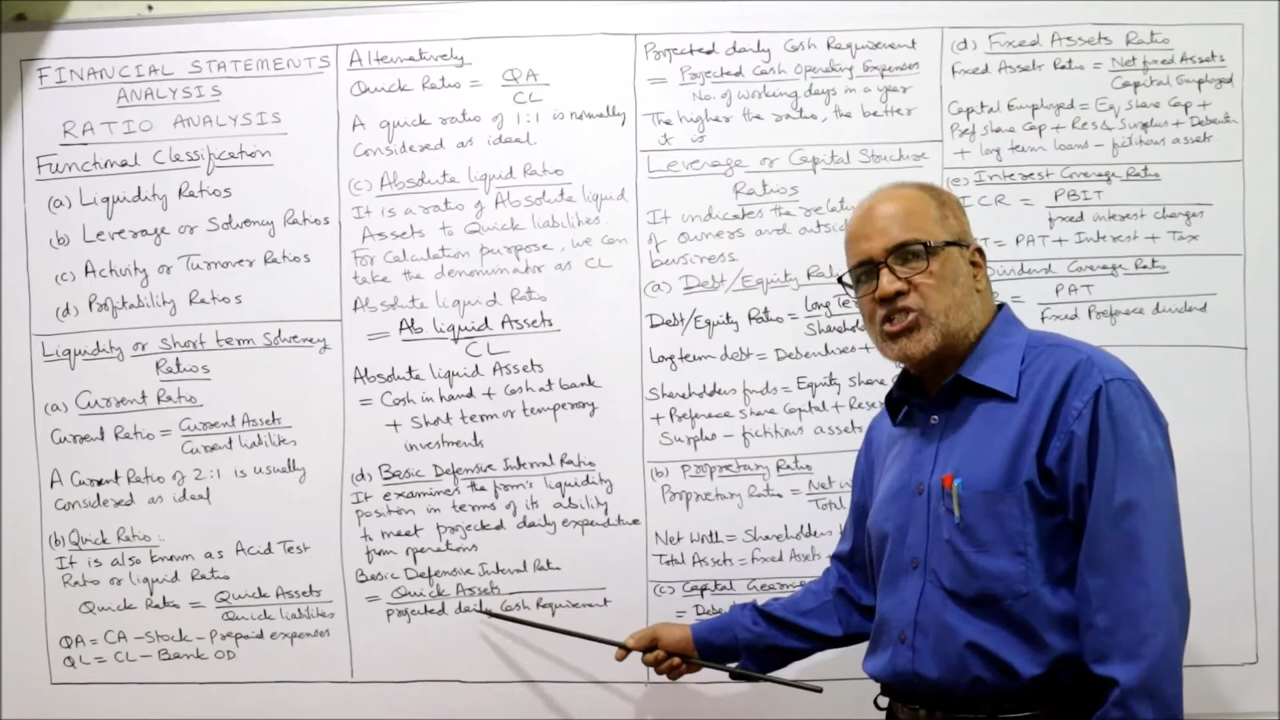 FINANCIAL STATEMENTS
ANALYSIS
RATIO ANALYSIS
Functional Classification
(a) Liquidity Ratios
(b) Leverage or Solvency Ratios
(c) Activity or Turnover Ratios
(d) Profitability Ratios
Liquidity or short term Solvency
Ratios
(a) Current Ratio
Current Ratio = Current Assets
Current liabilities
A Current Ratio of 2:1 is usually
Considered as ideal
(b) Quick Ratio:
It is also known as Acid Test
Ratio or liquid Ratio
Quick Ratio = Quick Assets
Quick liabilities
QA = CA - Stock - Prepaid expenses
QL = CL - Bank OD
Alternatively
Quick Ratio = QA
CL
A quick ratio of 1:1 is normally
Considered as ideal
(c) Absolute liquid Ratio
It is a ratio of Absolute liquid
Assets to Quick liabilities.
For Calculation purpose, we can
take the denominator as CL
Absolute liquid Ratio
= Ab. liquid Assets
CL
Absolute liquid Assets
= Cash in hand + Cash at bank
+ Short term or temporary
investments
(d) Basic Defensive Interval Ratio
It examines the firm's liquidity
position in terms of its ability
to meet projected daily expenditure
from operations
Basic Defensive Interval Ratio
= Quick Assets
projected daily Cash Requirement
Projected daily Cash Requirement
= Projected Cash Operating Expenses
No. of working days in a year
The higher the ratio, the better
it is
Leverage or Capital Structure
Ratios
It indicates the relati
of owners and outsid
business.
(a) Debt/Equity Rati
Debt/Equity Ratio = Long Te
Shareho
Long term debt = Debentures +
Shareholders funds = Equity Share
+ Preference share Capital + Rese
Surplus - fictitious assets
(b) Proprietary Ratio
Proprietary Ratio = Net w
Total
Net Worth = Shareholders
Total Assets = Fixed Assets +
(c) Capital Gearin
= Debe
(d) Fixed Assets Ratio
Fixed Assets Ratio = Net fixed Assets
Capital Employed
Capital Employed = Eq share Cap +
Pref share Cap + Res & Surplus + Debentu
+ long term loans - fictitious assets
(e) Interest Coverage Ratio
ICR = PBIT
fixed interest charges
T = PAT + Interest + Tax
Dividend Coverage Ratio
R = PAT
Fixed Preference dividend